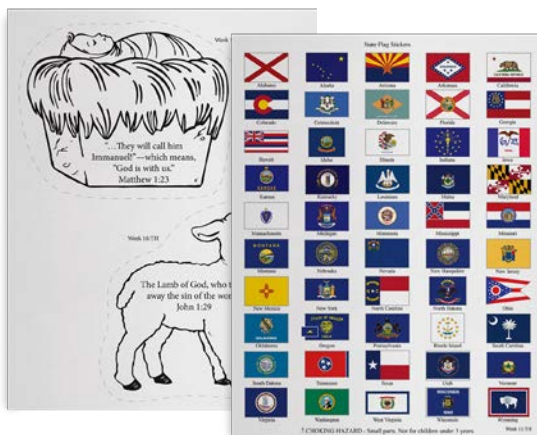 Week
"...They will call him
Immanuel!"—which means,
"God is with us."
Matthew 1:23
Week 18/TH
The Lamb of God, who t
away the sin of the wor
John 1:29
State Flag Stickers
Alabama Alaska Arizona Arkansas California
Colorado Connecticut Delaware Florida Georgia
Hawaii Idaho Illinois Indiana Iowa
Kansas Kentucky Louisiana Maine Maryland
Massachusetts Michigan Minnesota Mississippi Missouri
MONTANA
Montana Nebraska Nevada New Hampshire New Jersey
New Mexico New York North Carolina North Dakota Ohio
Oklahoma Oregon Pennsylvania Rhode Island South Carolina
South Dakota Tennessee Texas Utah Vermont
WISCONSIN
Virginia Washington West Virginia Wisconsin Wyoming
CHOKING HAZARD - Small parts. Not for children under 3 years.